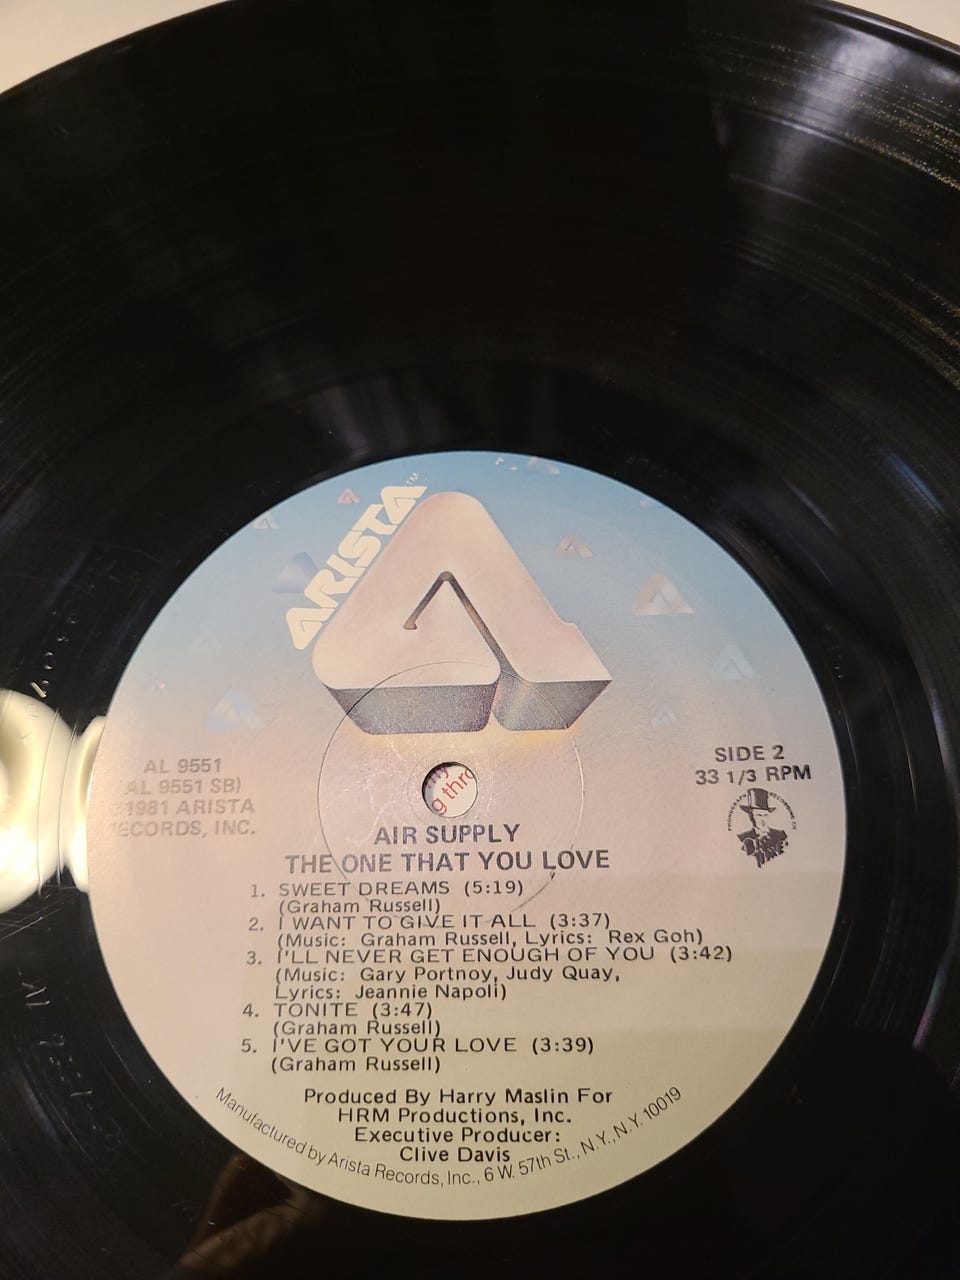 ARISTA™
AL 9551
(AL 9551 SB)
1981 ARISTA
RECORDS, INC.
SIDE 2
33 1/3 RPM
my
g thro
AIR SUPPLY
THE ONE THAT YOU LOVE
1. SWEET DREAMS (5:19)
(Graham Russell)
2. I WANT TO GIVE IT ALL (3:37)
(Music: Graham Russell, Lyrics: Rex Goh)
3. I'LL NEVER GET ENOUGH OF YOU (3:42)
(Music: Gary Portnoy, Judy Quay,
Lyrics: Jeannie Napoli)
4. TONITE (3:47)
(Graham Russell)
5. I'VE GOT YOUR LOVE (3:39)
(Graham Russell)
Produced By Harry Maslin For
HRM Productions, Inc.
Executive Producer:
Clive Davis
Manufactured by Arista Records, Inc., 6 W. 57th St., N.Y., N.Y. 10019